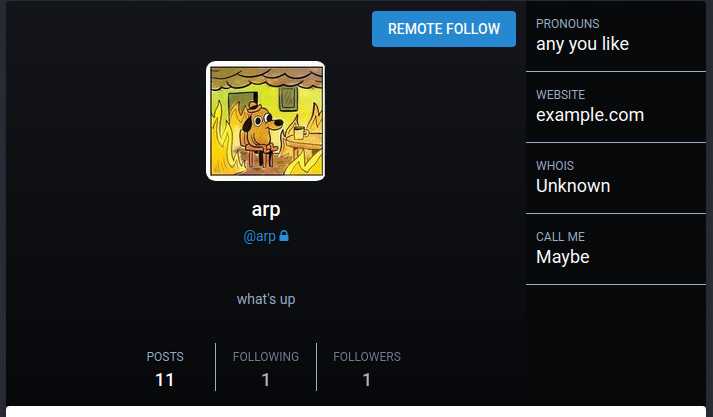 REMOTE FOLLOW
arp
@arp
what's up
POSTS
11
FOLLOWING
1
FOLLOWERS
1
PRONOUNS
any you like
WEBSITE
example.com
WHOIS
Unknown
CALL ME
Maybe